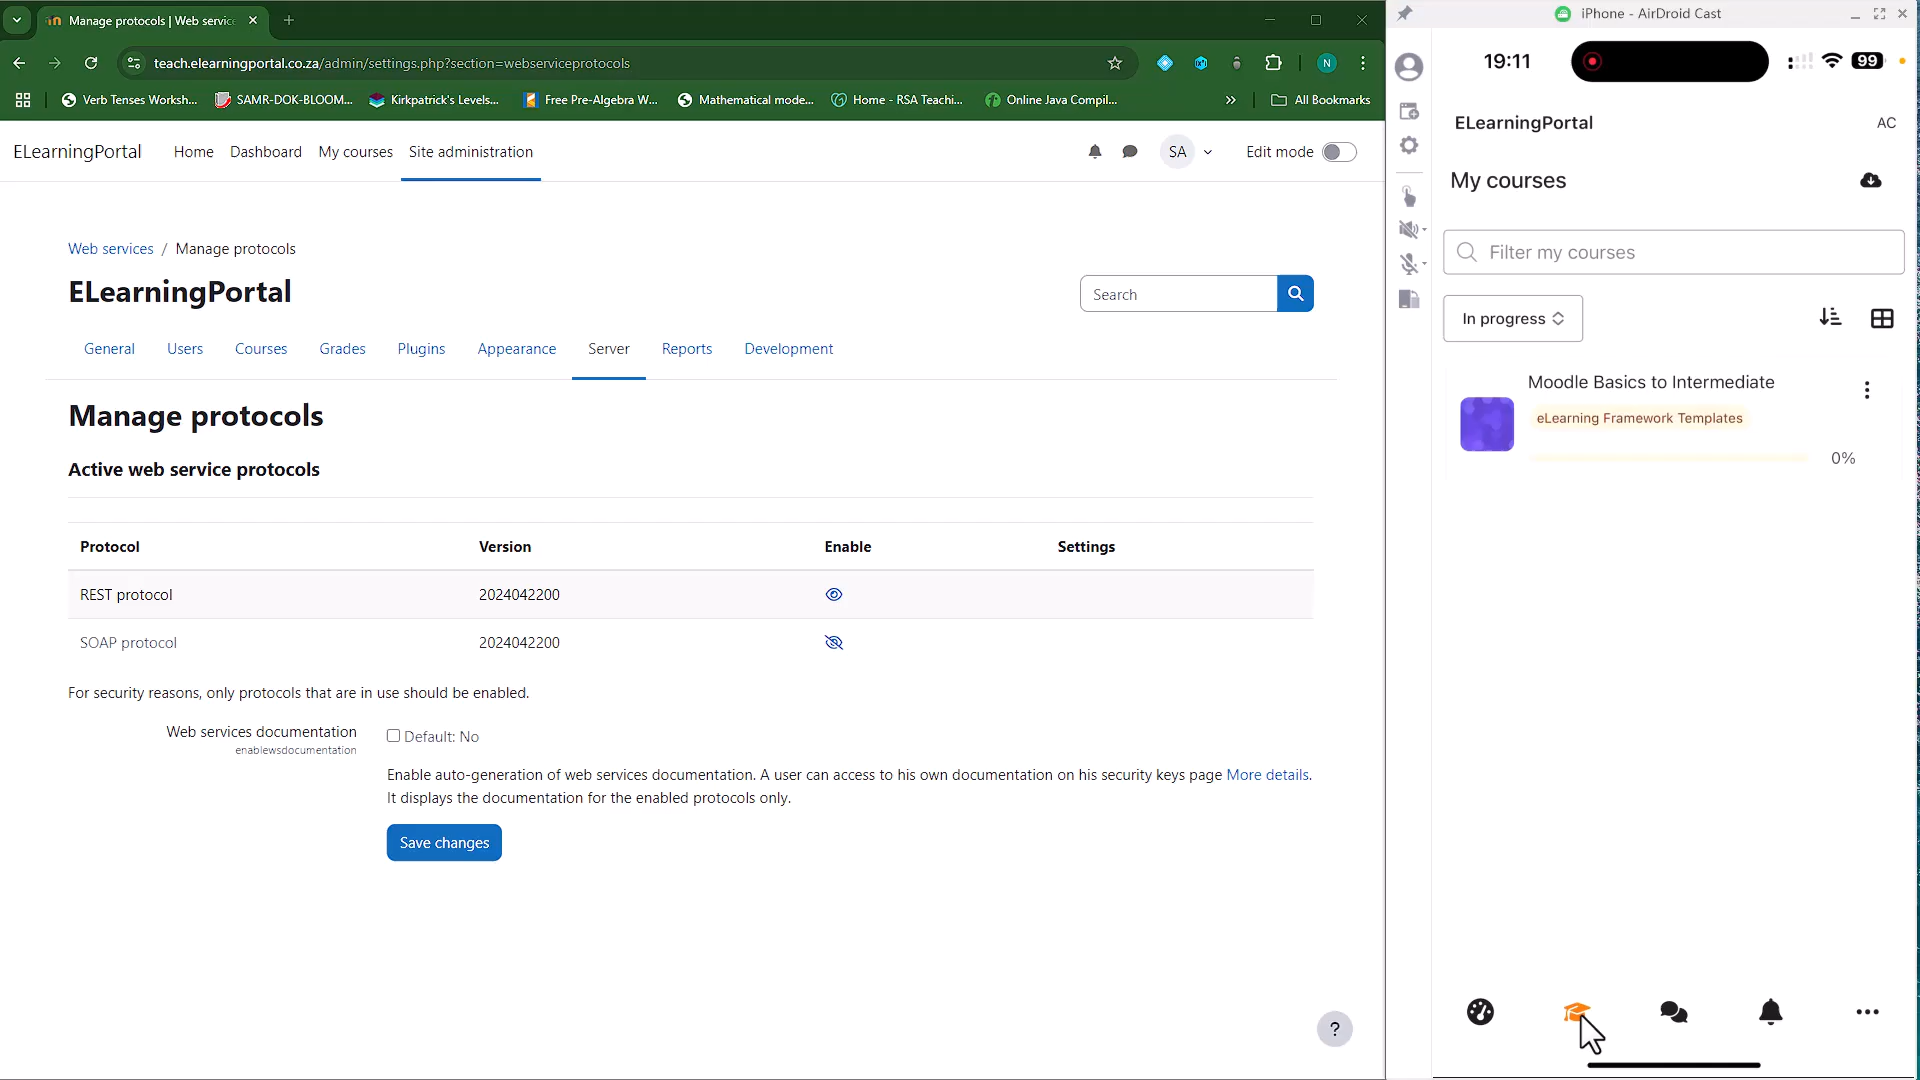 Manage protocols | Web servic
teach.elearningportal.co.za/admin/settings.php?section=webserviceprotocols
N
Verb Tenses Worksh...
SAMR-DOK-BLOOM...
Kirkpatrick's Levels...
Free Pre-Algebra W...
Mathematical mode...
Home - RSA Teachi...
Online Java Compil...
»
All Bookmarks
ELearningPortal
Home
Dashboard
My courses
Site administration
SA
Edit mode
Web services / Manage protocols
ELearningPortal
Search
General
Users
Courses
Grades
Plugins
Appearance
Server
Reports
Development
Manage protocols
Active web service protocols
Protocol Version Enable Settings
REST protocol 2024042200
SOAP protocol 2024042200
For security reasons, only protocols that are in use should be enabled.
Web services documentation
enablewsdocumentation
Default: No
Enable auto-generation of web services documentation. A user can access to his own documentation on his security keys page More details.
It displays the documentation for the enabled protocols only.
Save changes
?
iPhone - AirDroid Cast
19:11
99
ELearningPortal
AC
My courses
Filter my courses
In progress
Moodle Basics to Intermediate
eLearning Framework Templates
0%